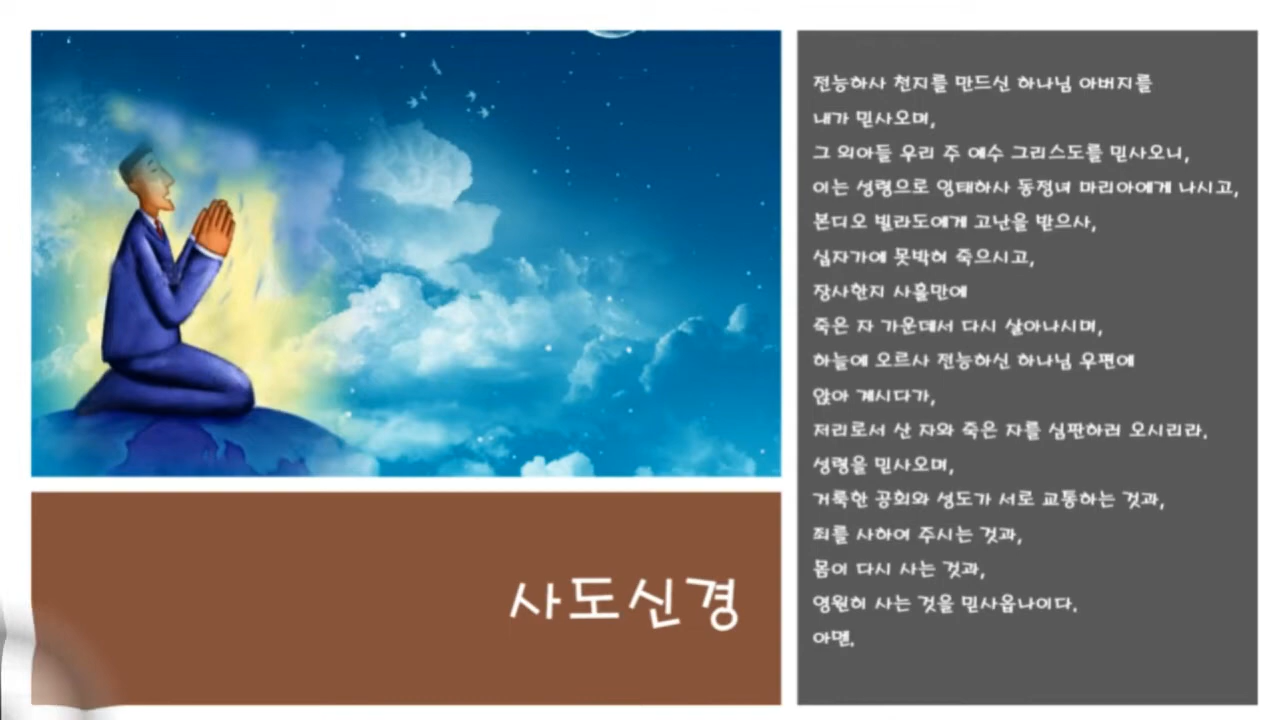 사도신경
전능하사 천지를 만드신 하나님 아버지를
내가 믿사오며,
그 외아들 우리 주 예수 그리스도를 믿사오니,
이는 성령으로 잉태하사 동정녀 마리아에게 나시고,
본디오 빌라도에게 고난을 받으사,
십자가에 못박혀 죽으시고,
장사한지 사흘만에
죽은 자 가운데서 다시 살아나시며,
하늘에 오르사 전능하신 하나님 우편에
앉아 계시다가,
저리로서 산 자와 죽은 자를 심판하러 오시리라.
성령을 믿사오며,
거룩한 공회와 성도가 서로 교통하는 것과,
죄를 사하여 주시는 것과,
몸이 다시 사는 것과,
영원히 사는 것을 믿사옵나이다.
아멘.